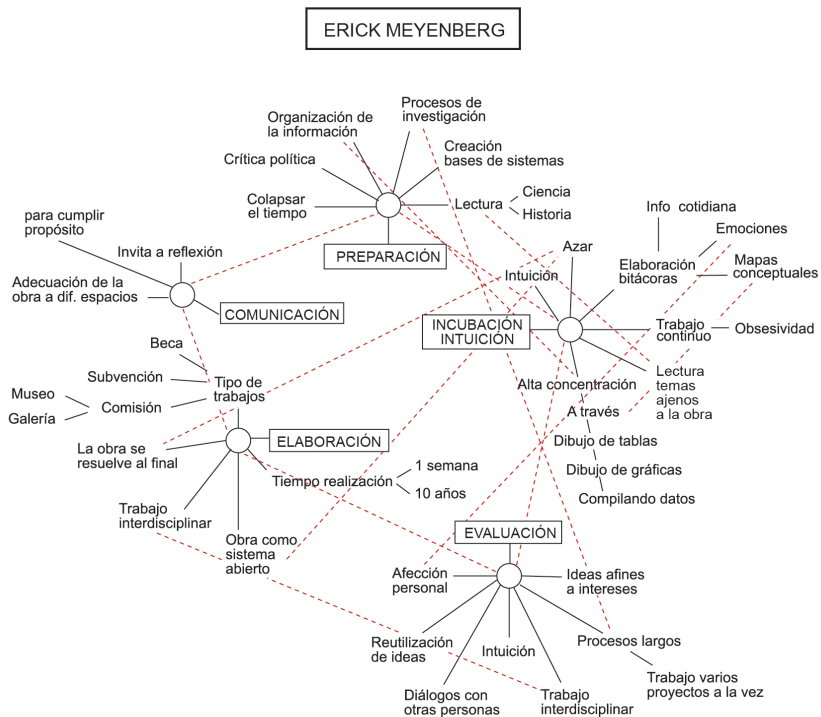 ERICK MEYENBERG
Organización de
la información
Procesos de
investigación
Crítica política
Creación
bases de sistemas
Colapsar
el tiempo
Lectura
Ciencia
Historia
PREPARACIÓN
para cumplir
propósito
Invita a reflexión
Adecuación de la
obra a dif. espacios
COMUNICACIÓN
Azar
Intuición
Info cotidiana
Emociones
Elaboración
bitácoras
Mapas
conceptuales
INCUBACIÓN
INTUICIÓN
Trabajo
continuo
Obsesividad
Lectura
temas
ajenos
a la obra
Alta concentración
A través
Dibujo de tablas
Dibujo de gráficas
Compilando datos
Beca
Subvención
Tipo de
trabajos
Museo
Galería
Comisión
ELABORACIÓN
La obra se
resuelve al final
Tiempo realización
1 semana
10 años
Trabajo
interdisciplinar
Obra como
sistema
abierto
EVALUACIÓN
Afección
personal
Ideas afines
a intereses
Reutilización
de ideas
Intuición
Procesos largos
Trabajo varios
proyectos a la vez
Diálogos con
otras personas
Trabajo
interdisciplinar